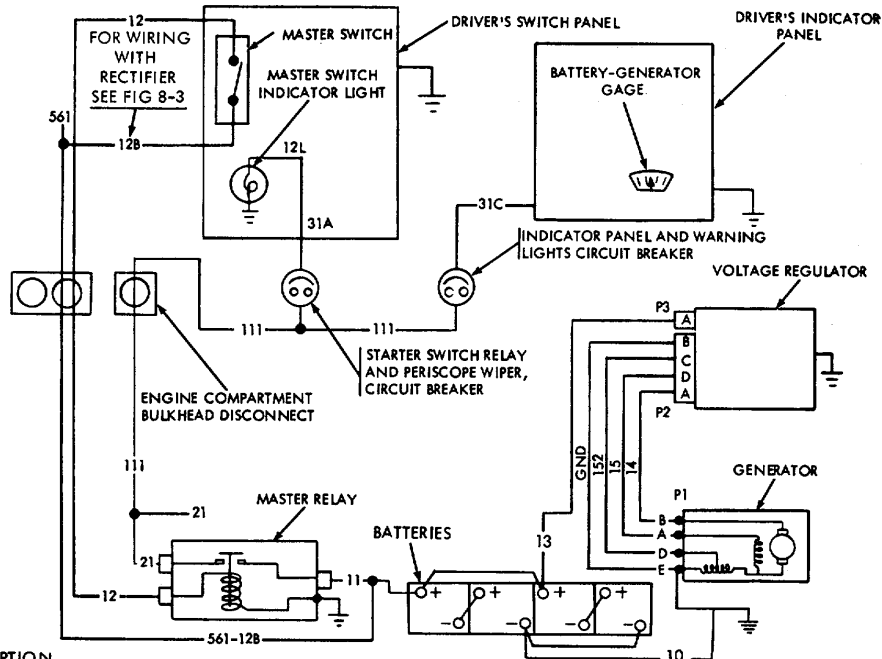 12
FOR WIRING
WITH
RECTIFIER
SEE FIG 8-3
561
12B
MASTER SWITCH
DRIVER'S SWITCH PANEL
DRIVER'S INDICATOR
PANEL
MASTER SWITCH
INDICATOR LIGHT
BATTERY-GENERATOR
GAGE
12L
31A
31C
INDICATOR PANEL AND WARNING
LIGHTS CIRCUIT BREAKER
VOLTAGE REGULATOR
111
111
STARTER SWITCH RELAY
AND PERISCOPE WIPER,
CIRCUIT BREAKER
ENGINE COMPARTMENT
BULKHEAD DISCONNECT
P3
A
B
C
D
A
P2
GND
152
15
14
111
21
MASTER RELAY
21
12
11
561-12B
BATTERIES
13
+
+
+
+
-
-
-
-
P1
GENERATOR
B
A
D
E
10
PTION